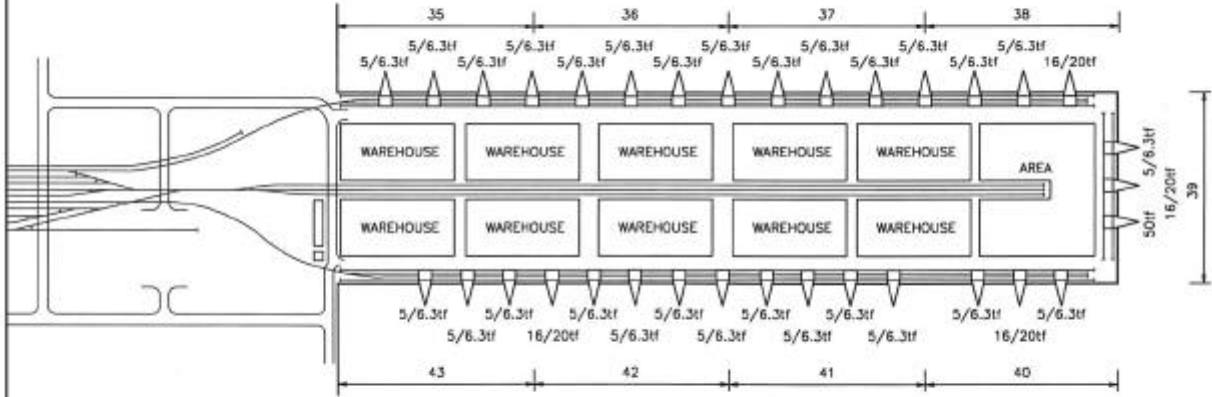 35 36 37 38
5/6.3tf 5/6.3tf 5/6.3tf 5/6.3tf 5/6.3tf 5/6.3tf 5/6.3tf
5/6.3tf 5/6.3tf 5/6.3tf 5/6.3tf 5/6.3tf 5/6.3tf 5/6.3tf 16/20tf
WAREHOUSE WAREHOUSE WAREHOUSE WAREHOUSE WAREHOUSE
AREA
5/6.3tf
16/20tf
50tf
39
WAREHOUSE WAREHOUSE WAREHOUSE WAREHOUSE WAREHOUSE
5/6.3tf 5/6.3tf 5/6.3tf 5/6.3tf 5/6.3tf 5/6.3tf 5/6.3tf 5/6.3tf
5/6.3tf 16/20tf 5/6.3tf 5/6.3tf 5/6.3tf 5/6.3tf 16/20tf
43 42 41 40